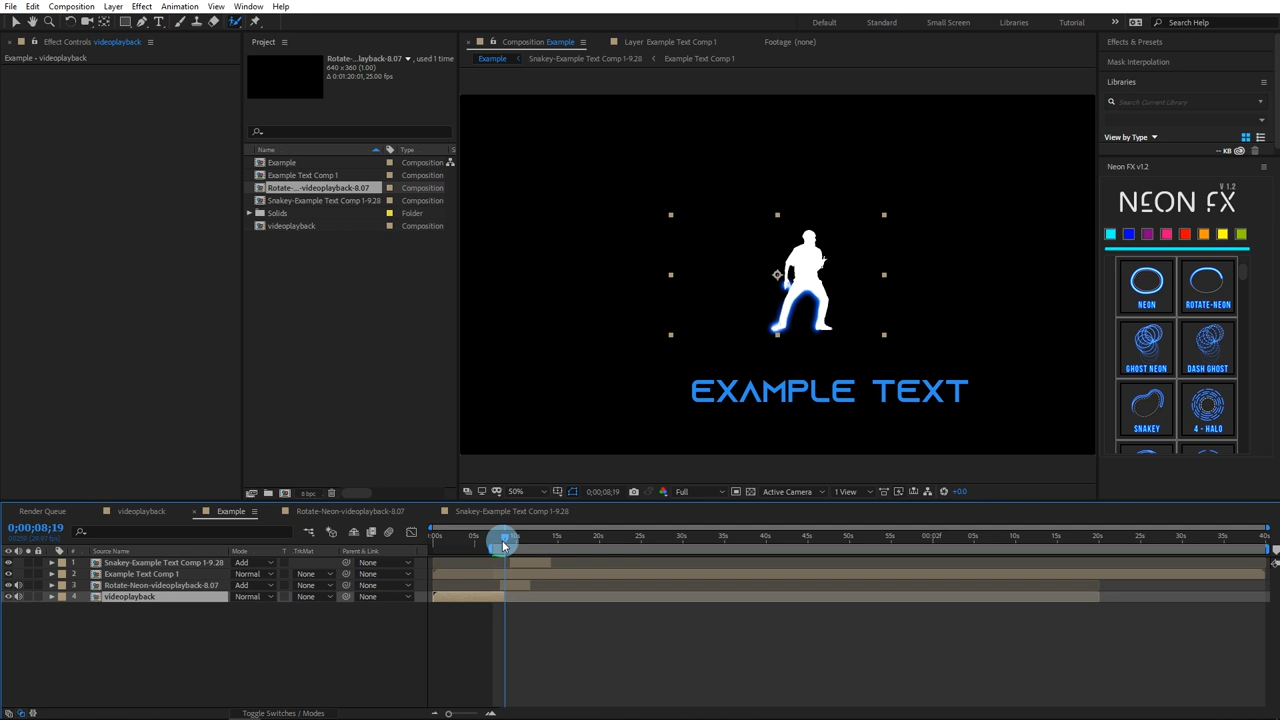 File Edit Composition Layer Effect Animation View Window Help
Default Standard Small Screen Libraries Tutorial Search Help
Effect Controls videoplayback
Example - videoplayback
Project
Rotate-...layback-8.07 , used 1 time
640 x 360 (1.00)
Δ 0:01:20:01, 25.00 fps
Name Type S
Example Composition
Example Text Comp 1 Composition
Rotate-...-videoplayback-8.07 Composition
Snakey-Example Text Comp 1-9.28 Composition
Solids Folder
videoplayback Composition
8 bpc
Composition Example Layer Example Text Comp 1 Footage (none)
Example Snakey-Example Text Comp 1-9.28 Example Text Comp 1
EXAMPLE TEXT
50% 0;00;08;19 Full Active Camera 1 View +0.0
Effects & Presets
Mask Interpolation
Libraries
Search Current Library
View by Type
-- KB
Neon FX v1.2
V 1.2
NEON FX
NEON ROTATE-NEON
GHOST NEON DASH GHOST
SNAKEY 4 - HALO
Render Queue videoplayback Example Rotate-Neon-videoplayback-8.07 Snakey-Example Text Comp 1-9.28
0;00;08;19
00259 (29.97 fps)
:00s 05s 10s 15s 20s 25s 30s 35s 40s 45s 50s 55s 00:02f 05s 10s 15s 20s 25s 30s 35s 40s
# Source Name Mode T TrkMat Parent & Link
1 Snakey-Example Text Comp 1-9.28 Add None
2 Example Text Comp 1 Normal None None
3 Rotate-Neon-videoplayback-8.07 Add None None
4 videoplayback Normal None None
Toggle Switches / Modes